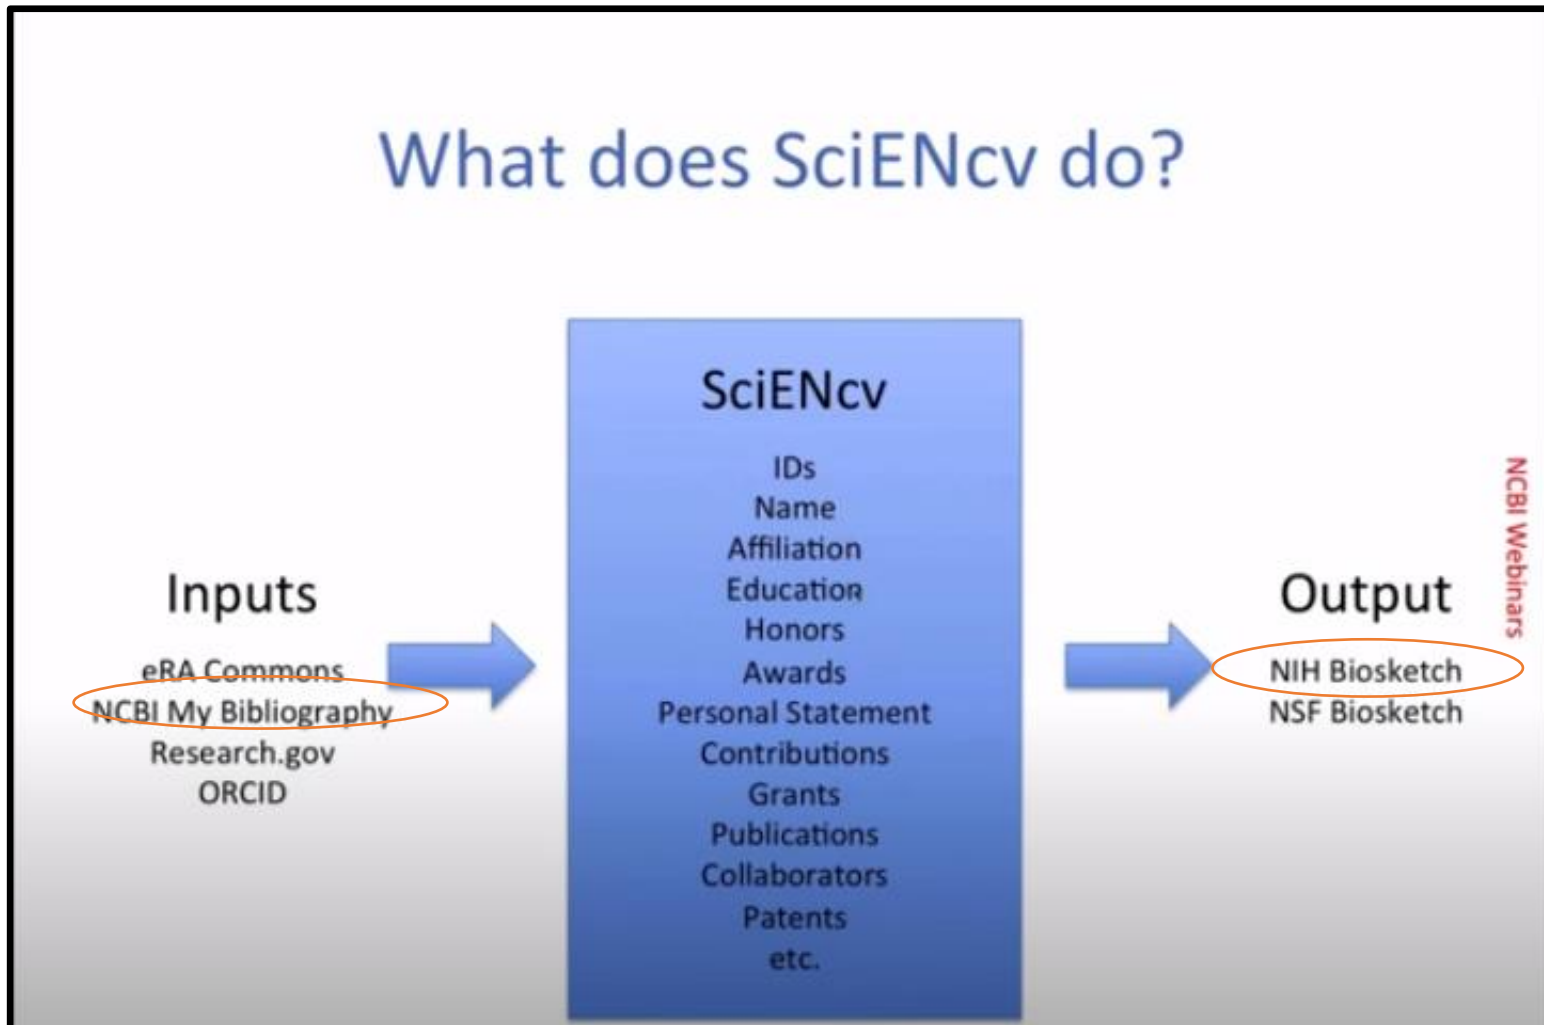 What does SciENcv do?
Inputs
eRA Commons
NCBI My Bibliography
Research.gov
ORCID
SciENcv
IDs
Name
Affiliation
Education
Honors
Awards
Personal Statement
Contributions
Grants
Publications
Collaborators
Patents
etc.
Output
NIH Biosketch
NSF Biosketch
NCBI Webinars